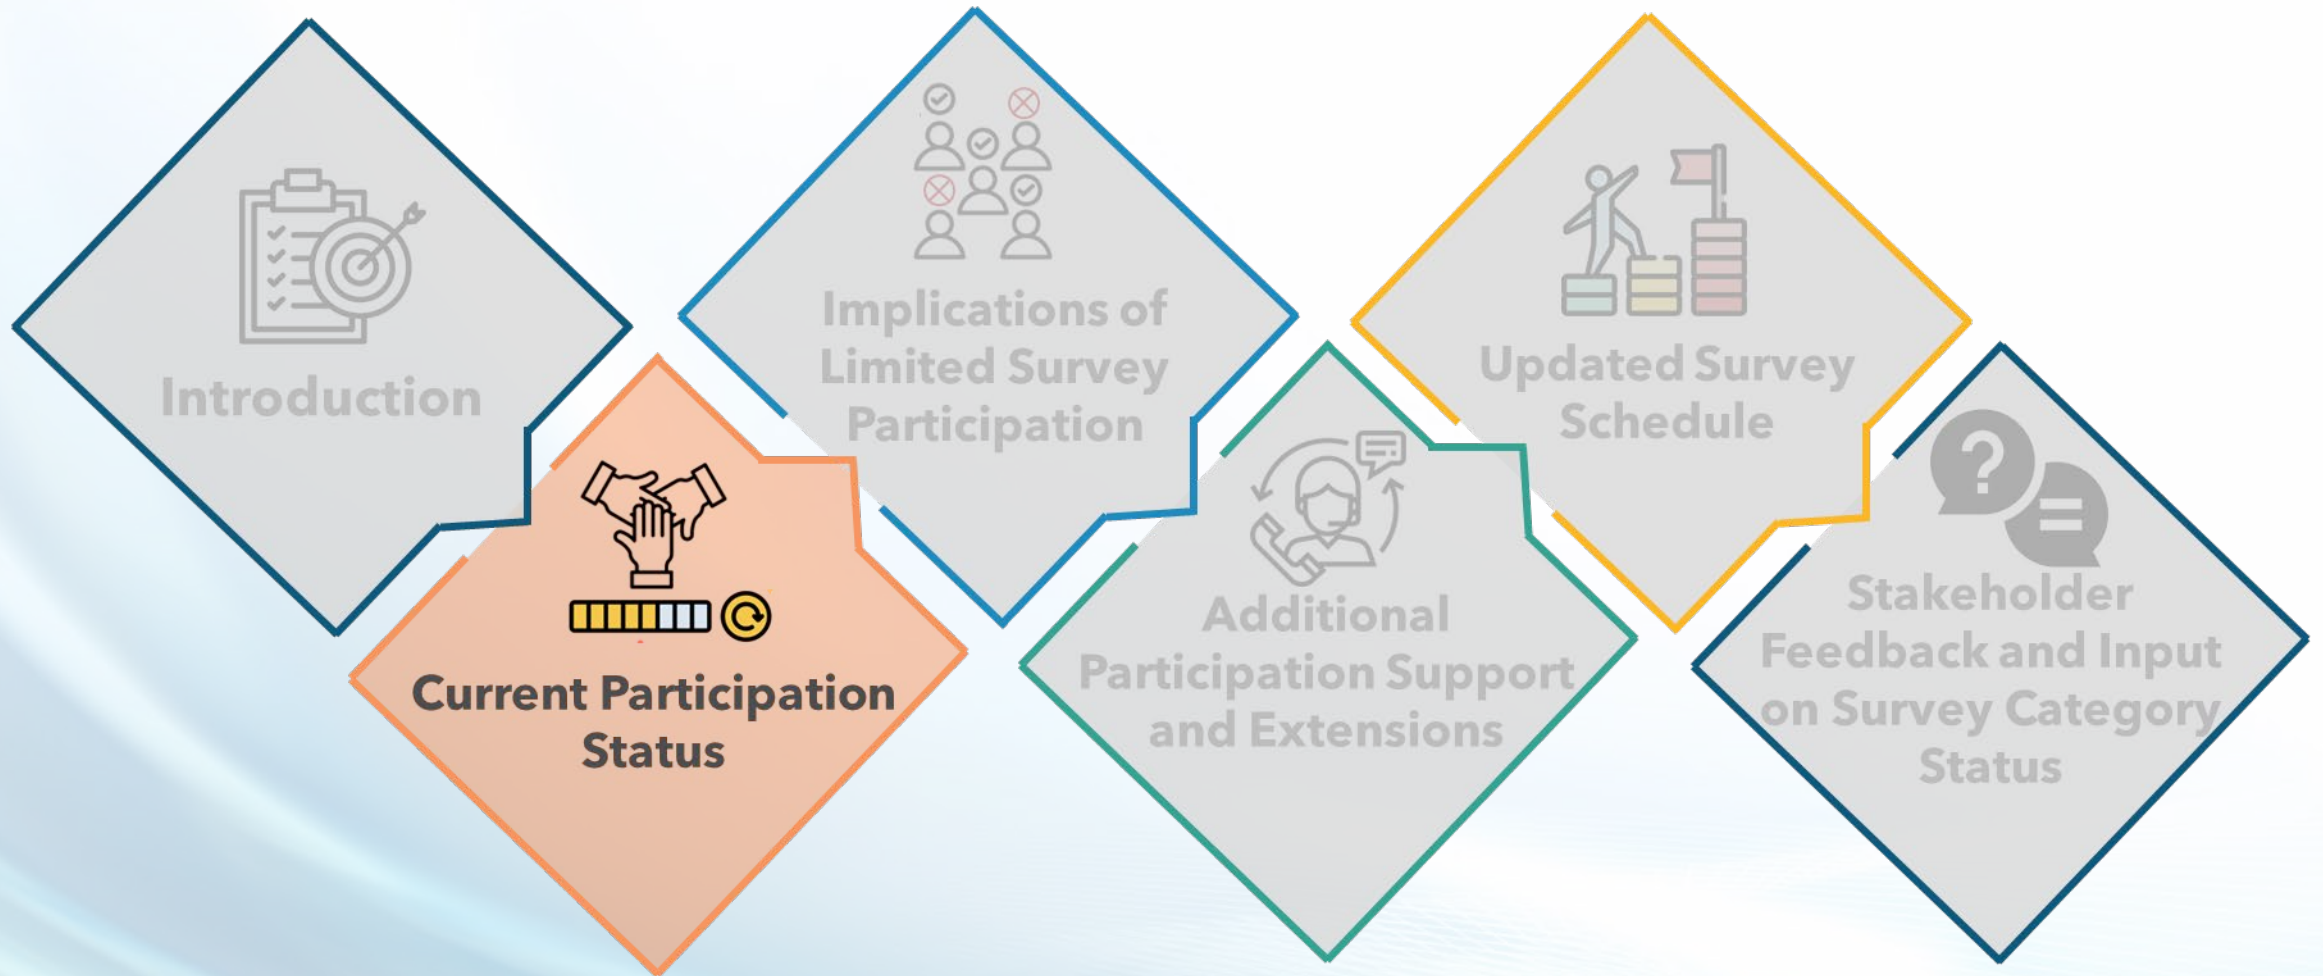 Introduction
Current Participation
Status
Implications of
Limited Survey
Participation
Additional
Participation Support
and Extensions
Updated Survey
Schedule
?
=
Stakeholder
Feedback and Input
on Survey Category
Status